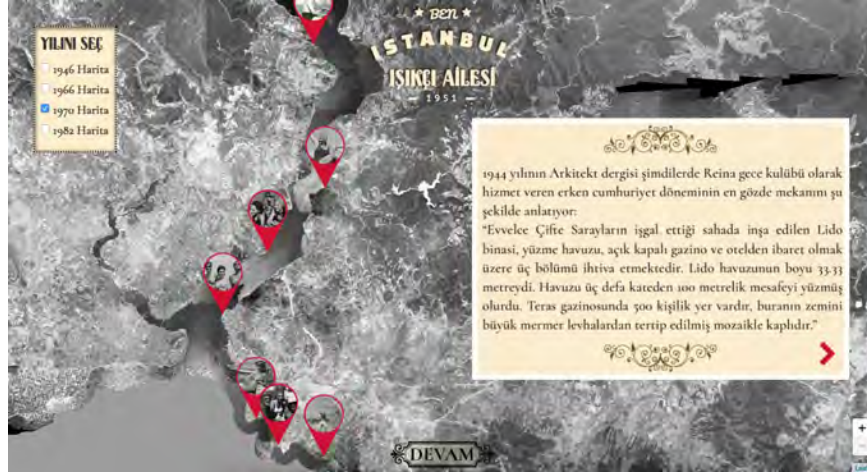 YILINI SEÇ
1946 Harita
1966 Harita
1970 Harita
1982 Harita
BEN
ISTANBUL
IŞIKÇI AİLESİ
1951
1944 yılının Arkitekt dergisi şimdilerde Reina gece kulübü olarak
hizmet veren erken cumhuriyet döneminin en gözde mekanını şu
şekilde anlatıyor:
“Evvelce Çifte Sarayların işgal ettiği sahada inşa edilen Lido
binasi, yüzme havuzu, açık kapalı gazino ve otelden ibaret olmak
üzere üç bölümü ihtiva etmektedir. Lido havuzunun boyu 33.33
metreydi. Havuzu üç defa kateden 100 metrelik mesafeyi yüzmüş
olurdu. Teras gazinosunda 500 kişilik yer vardır, buranın zemini
büyük mermer levhalardan tertip edilmiş mozaikle kaplıdır.”
DEVAM
+